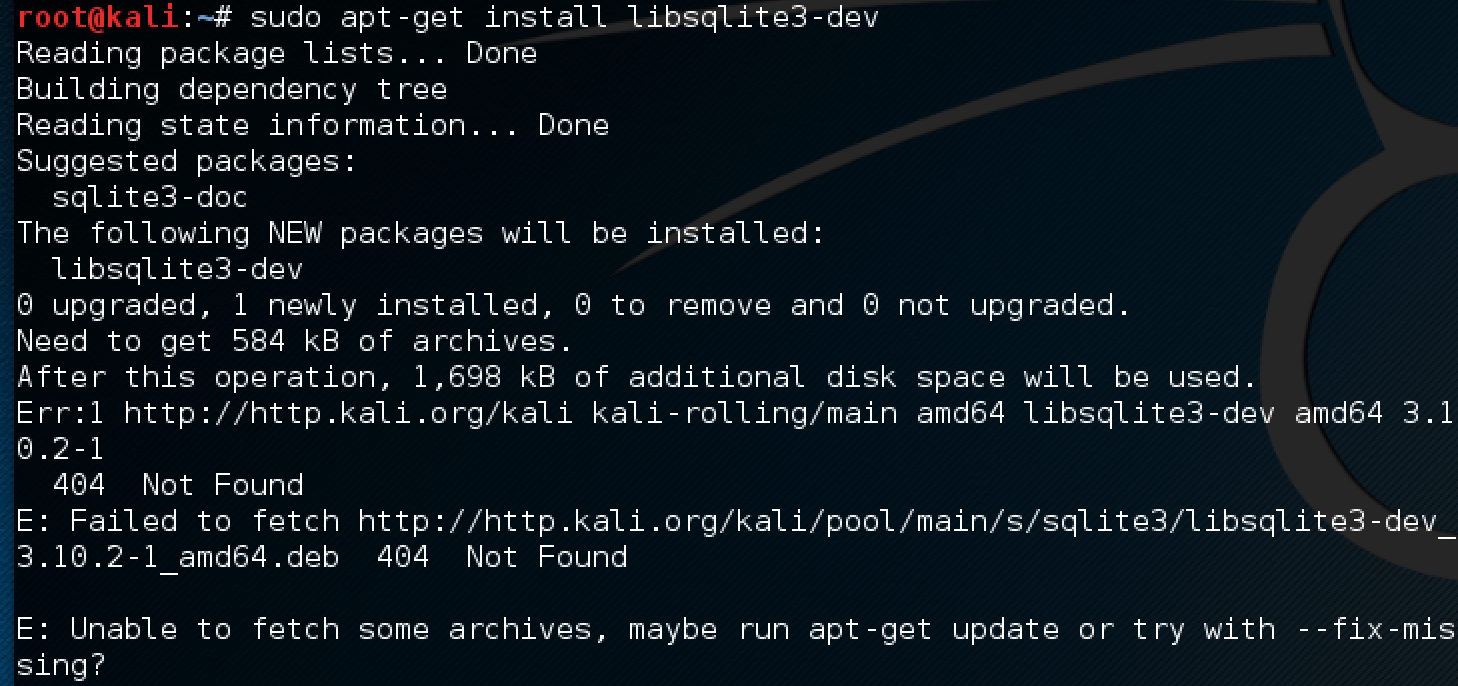 root@kali:~# sudo apt-get install libsqlite3-dev
Reading package lists... Done
Building dependency tree
Reading state information... Done
Suggested packages:
  sqlite3-doc
The following NEW packages will be installed:
  libsqlite3-dev
0 upgraded, 1 newly installed, 0 to remove and 0 not upgraded.
Need to get 584 kB of archives.
After this operation, 1,698 kB of additional disk space will be used.
Err:1 http://http.kali.org/kali kali-rolling/main amd64 libsqlite3-dev amd64 3.1
0.2-1
  404  Not Found
E: Failed to fetch http://http.kali.org/kali/pool/main/s/sqlite3/libsqlite3-dev_
3.10.2-1_amd64.deb  404  Not Found

E: Unable to fetch some archives, maybe run apt-get update or try with --fix-mis
sing?